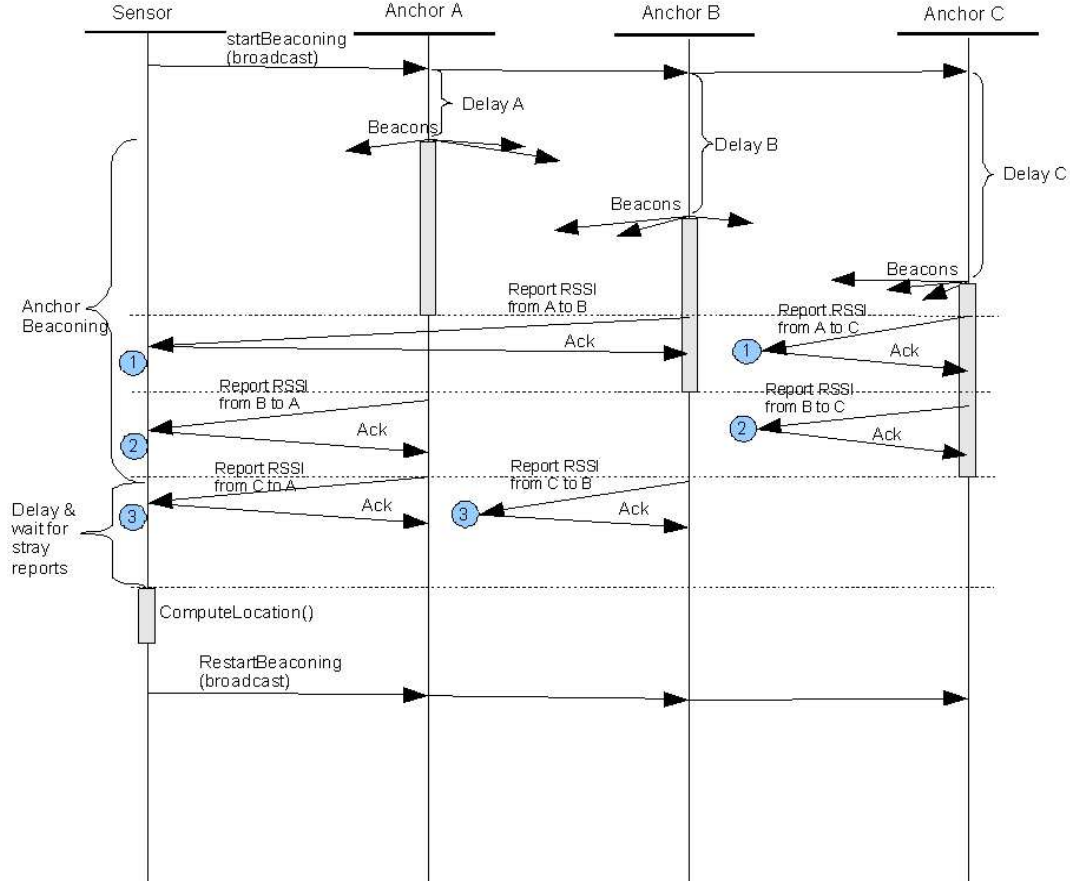 Sensor
Anchor A
Anchor B
Anchor C
startBeaconing
(broadcast)
Delay A
Beacons
Delay B
Delay C
Beacons
Beacons
Anchor
Beaconing
Report RSSI
from A to B
Report RSSI
from A to C
Ack
Ack
1
1
Report RSSI
from B to A
Report RSSI
from B to C
Ack
Ack
2
2
Report RSSI
from C to A
Report RSSI
from C to B
Ack
Ack
3
3
Delay &
wait for
stray
reports
ComputeLocation()
RestartBeaconing
(broadcast)